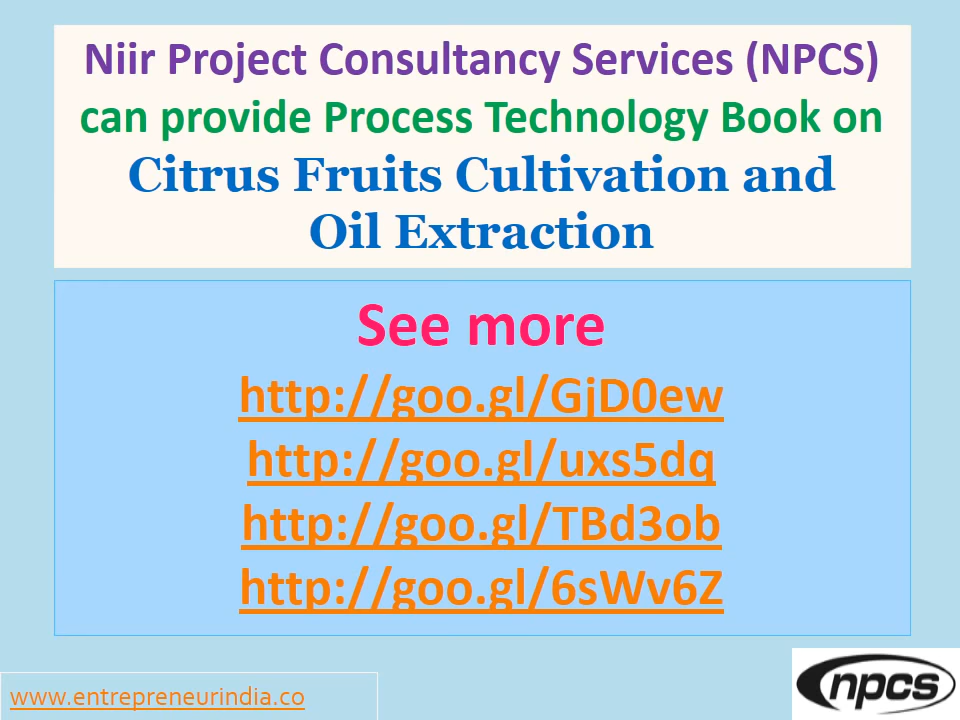 Niir Project Consultancy Services (NPCS)
can provide Process Technology Book on
Citrus Fruits Cultivation and
Oil Extraction
See more
http://goo.gl/GjD0ew
http://goo.gl/uxs5dq
http://goo.gl/TBd3ob
http://goo.gl/6sWv6Z
www.entrepreneurindia.co
npcs